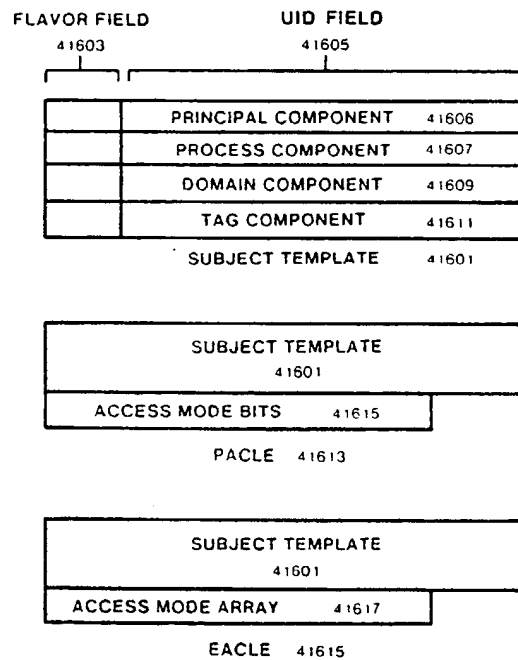 FLAVOR FIELD UID FIELD
41603 41605
PRINCIPAL COMPONENT 41606
PROCESS COMPONENT 41607
DOMAIN COMPONENT 41609
TAG COMPONENT 41611
SUBJECT TEMPLATE 41601
SUBJECT TEMPLATE
41601
ACCESS MODE BITS 41615
PACLE 41613
SUBJECT TEMPLATE
41601
ACCESS MODE ARRAY 41617
EACLE 41615